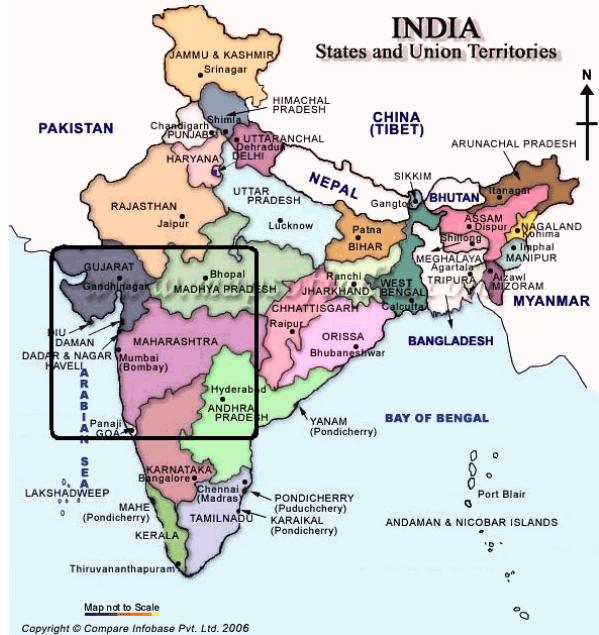 INDIA
States and Union Territories
JAMMU & KASHMIR
Srinagar
N
HIMACHAL
PRADESH
CHINA
(TIBET)
PAKISTAN
Shimla
Chandigarh
PUNJAB
UTTARANCHAL
Dehradun
HARYANA
DELHI
ARUNACHAL PRADESH
NEPAL
SIKKIM
BHUTAN
Itanagar
UTTAR
PRADESH
Gangtok
RAJASTHAN
Jaipur
Lucknow
Patna
BIHAR
ASSAM
Dispur
NAGALAND
Kohima
Shillong
MEGHALAYA
Imphal
MANIPUR
GUJARAT
Gandhinagar
Bhopal
MADHYA PRADESH
Ranchi
JHARKHAND
WEST
BENGAL
Calcutta
Agartala
TRIPURA
Aizawl
MIZORAM
MYANMAR
CHHATTISGARH
Raipur
DIU
DAMAN
DADAR & NAGAR
HAVELI
MAHARASHTRA
Mumbai
(Bombay)
ORISSA
Bhubaneshwar
BANGLADESH
Hyderabad
ANDHRA
PRADESH
ARABIAN SEA
YANAM
(Pondicherry)
BAY OF BENGAL
Panaji
GOA
KARNATAKA
Bangalore
LAKSHADWEEP
Chennai
(Madras)
PONDICHERRY
(Puduchery)
Port Blair
MAHE
(Pondicherry)
TAMILNADU
KARAIKAL
(Pondicherry)
ANDAMAN & NICOBAR ISLANDS
KERALA
Thiruvananthapuram
Map not to Scale
Copyright © Compare Infobase Pvt. Ltd. 2006